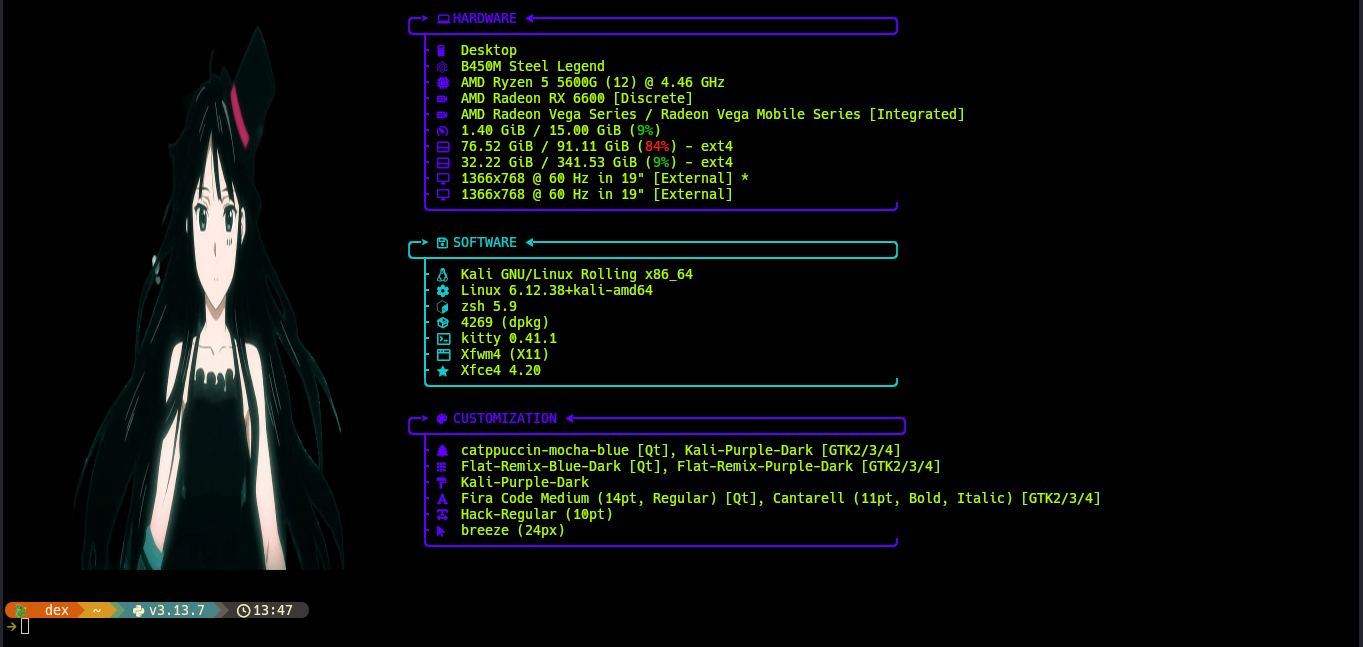 HARDWARE
Desktop
B450M Steel Legend
AMD Ryzen 5 5600G (12) @ 4.46 GHz
AMD Radeon RX 6600 [Discrete]
AMD Radeon Vega Series / Radeon Vega Mobile Series [Integrated]
1.40 GiB / 15.00 GiB (9%)
76.52 GiB / 91.11 GiB (84%) - ext4
32.22 GiB / 341.53 GiB (9%) - ext4
1366x768 @ 60 Hz in 19" [External] *
1366x768 @ 60 Hz in 19" [External]
SOFTWARE
Kali GNU/Linux Rolling x86_64
Linux 6.12.38+kali-amd64
zsh 5.9
4269 (dpkg)
kitty 0.41.1
Xfwm4 (X11)
Xfce4 4.20
CUSTOMIZATION
catppuccin-mocha-blue [Qt], Kali-Purple-Dark [GTK2/3/4]
Flat-Remix-Blue-Dark [Qt], Flat-Remix-Purple-Dark [GTK2/3/4]
Kali-Purple-Dark
Fira Code Medium (14pt, Regular) [Qt], Cantarell (11pt, Bold, Italic) [GTK2/3/4]
Hack-Regular (10pt)
breeze (24px)
dex ~ v3.13.7 13:47
→